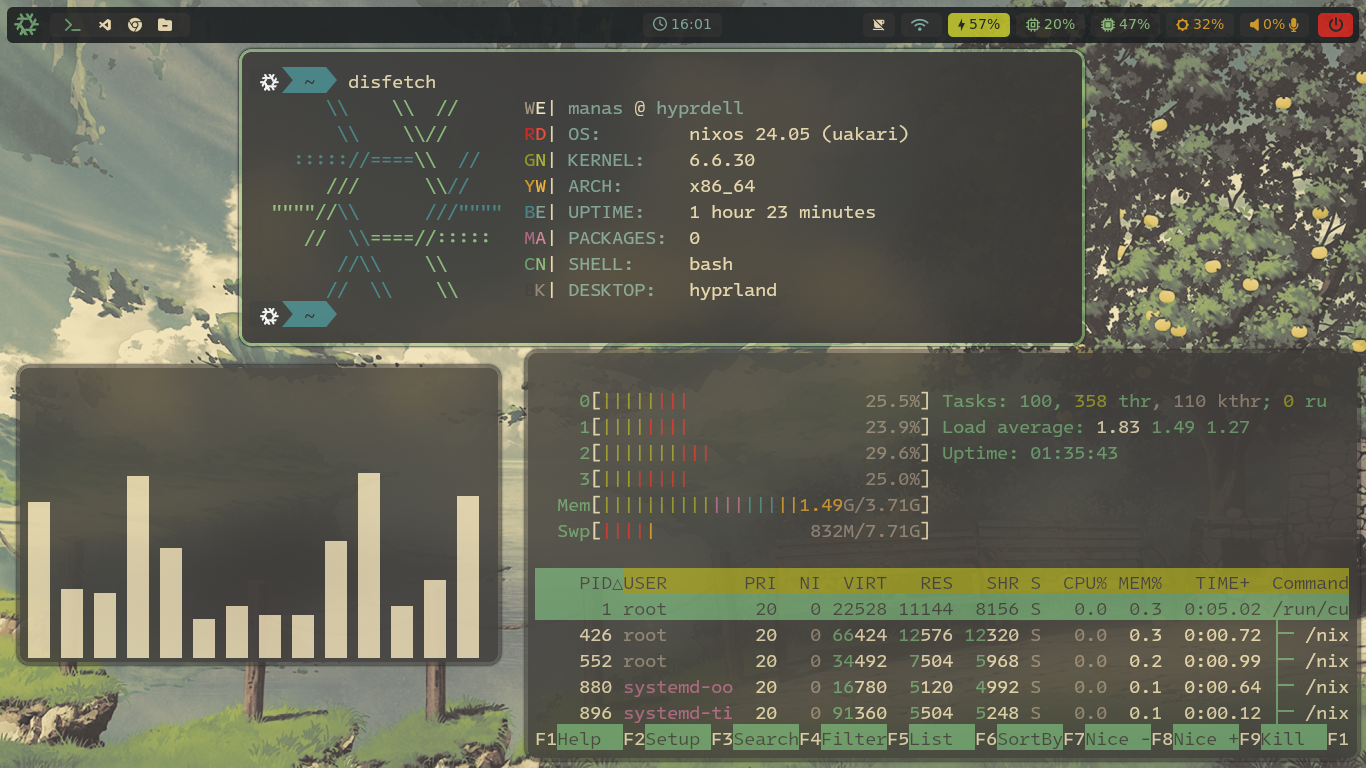 16:01 57% 20% 47% 32% 0%
~ disfetch
\\ \\ // WE| manas @ hyprdell
\\ \\// RD| OS: nixos 24.05 (uakari)
::::://====\\ // GN| KERNEL: 6.6.30
/// \\// YW| ARCH: x86_64
""""//\\ ///"""" BE| UPTIME: 1 hour 23 minutes
// \\====//::::: MA| PACKAGES: 0
//\\ \\ CN| SHELL: bash
// \\ \\ BK| DESKTOP: hyprland
~
0[|||||||| 25.5%] Tasks: 100, 358 thr, 110 kthr; 0 ru
1[|||||||| 23.9%] Load average: 1.83 1.49 1.27
2[|||||||||| 29.6%] Uptime: 01:35:43
3[|||||||| 25.0%]
Mem[||||||||||||||||||1.49G/3.71G]
Swp[||||| 832M/7.71G]
PID△USER PRI NI VIRT RES SHR S CPU% MEM% TIME+ Command
1 root 20 0 22528 11144 8156 S 0.0 0.3 0:05.02 /run/cu
426 root 20 0 66424 12576 12320 S 0.0 0.3 0:00.72 ├─ /nix
552 root 20 0 34492 7504 5968 S 0.0 0.2 0:00.99 ├─ /nix
880 systemd-oo 20 0 16780 5120 4992 S 0.0 0.1 0:00.64 ├─ /nix
896 systemd-ti 20 0 91360 5504 5248 S 0.0 0.1 0:00.12 ├─ /nix
F1Help F2Setup F3SearchF4FilterF5List F6SortByF7Nice -F8Nice +F9Kill F1